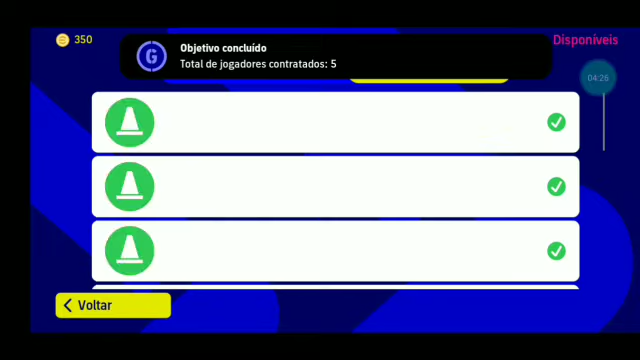 350
Objetivo concluído
Total de jogadores contratados: 5
Disponíveis
04:26
Voltar